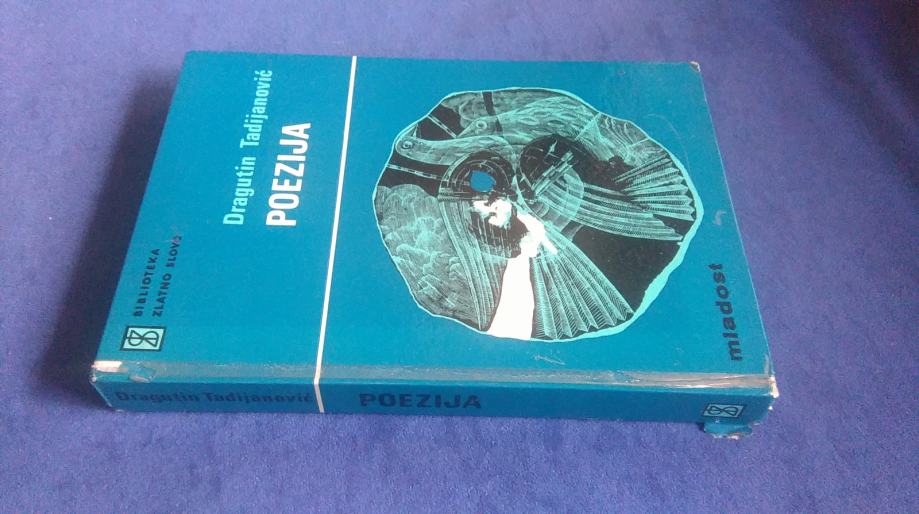 BIBLIOTEKA
ZLATNO SLOVO
Dragutin Tadijanović
POEZIJA
mladost
Dragutin Tadijanović
POEZIJA